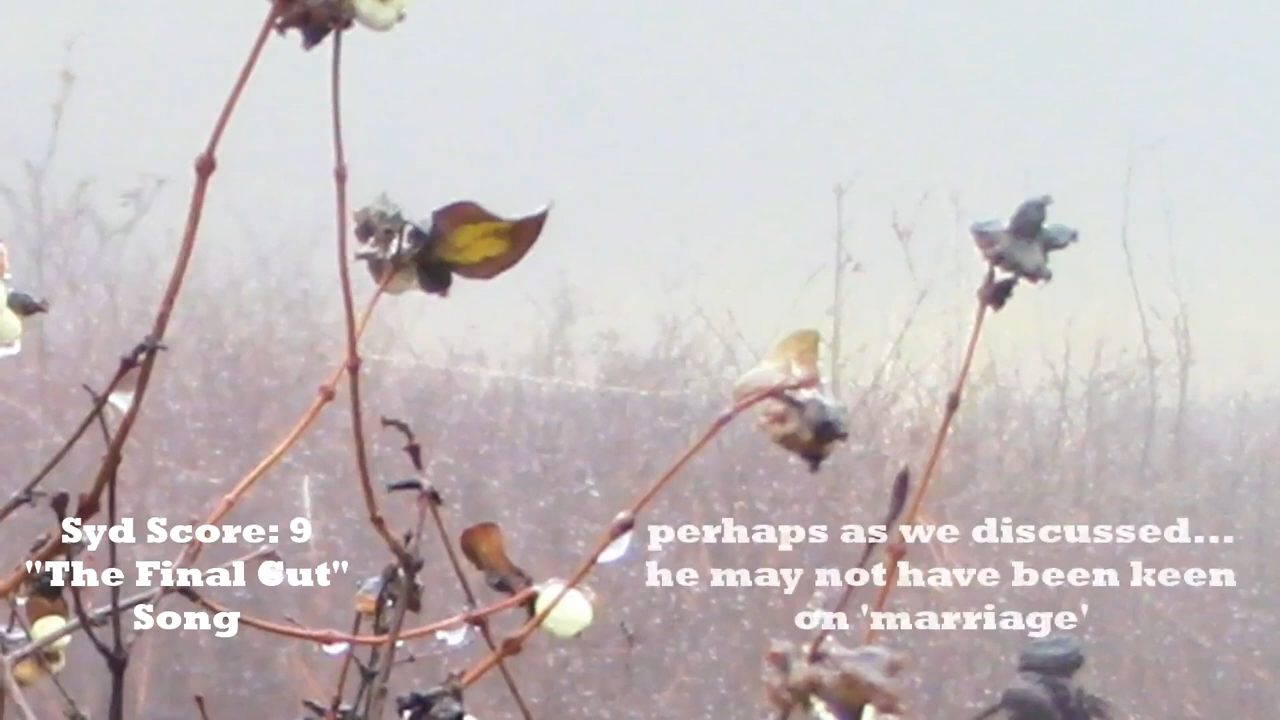 Syd Score: 9
"The Final Cut"
Song
perhaps as we discussed...
he may not have been keen
on 'marriage'